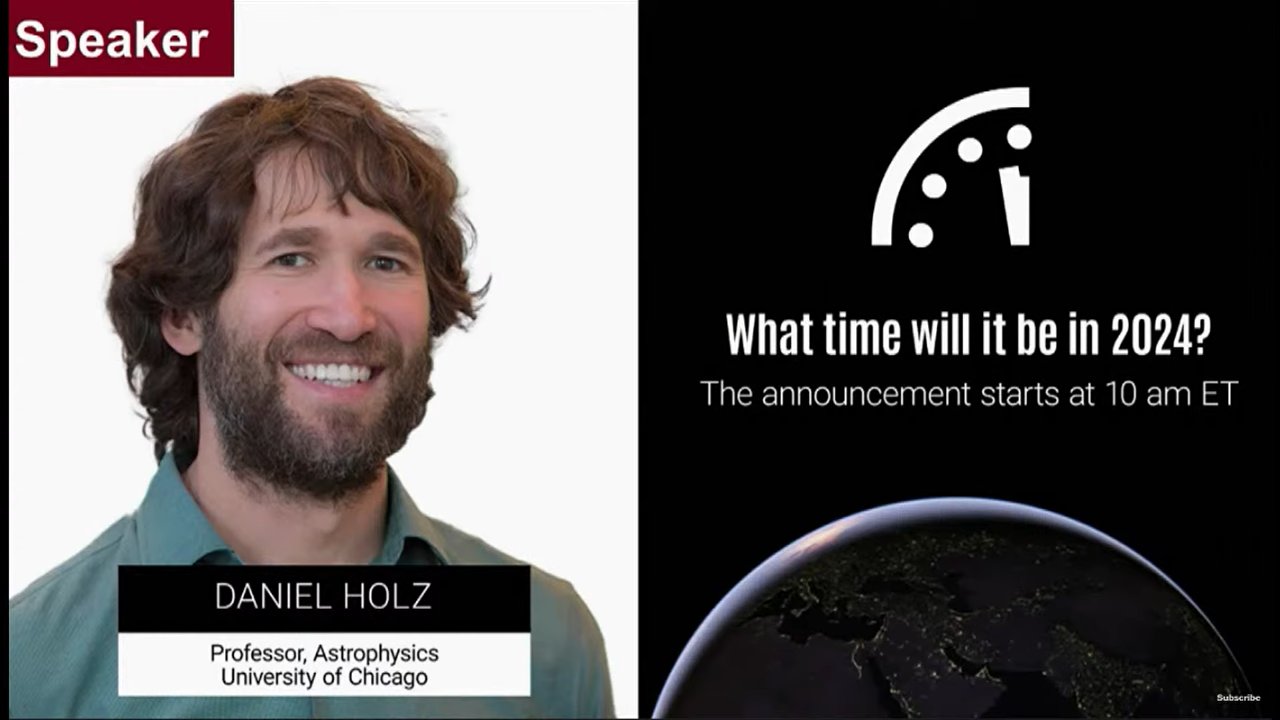 Speaker
DANIEL HOLZ
Professor, Astrophysics
University of Chicago
What time will it be in 2024?
The announcement starts at 10 am ET
Subscribe